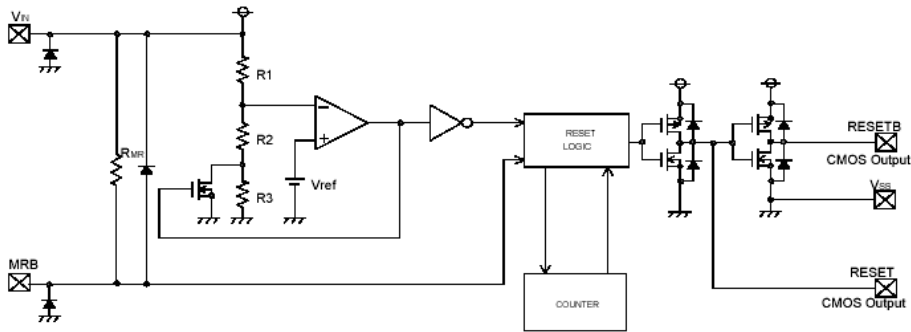 VIN
R1
R2
RMR
R3
Vref
RESET
LOGIC
RESETB
CMOS Output
VSS
MRB
COUNTER
RESET
CMOS Output